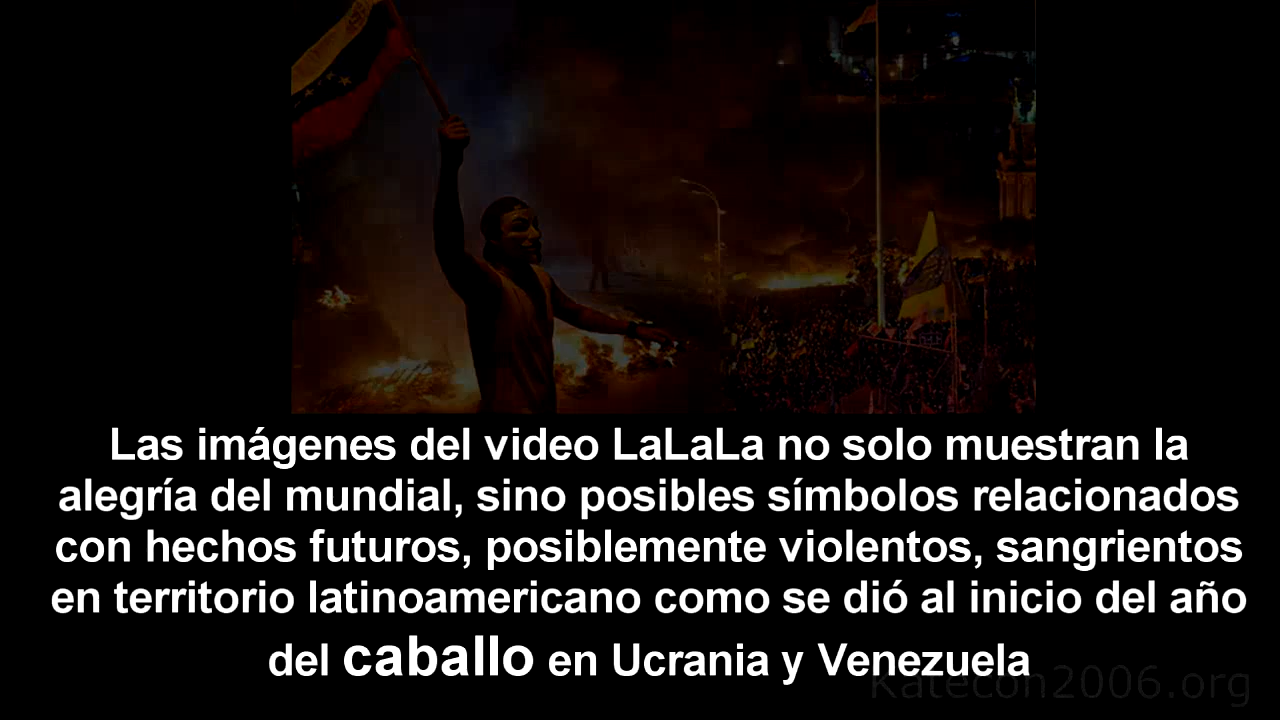 Las imágenes del video LaLaLa no solo muestran la
alegría del mundial, sino posibles símbolos relacionados
con hechos futuros, posiblemente violentos, sangrientos
en territorio latinoamericano como se dió al inicio del año
del caballo en Ucrania y Venezuela
Katecon2006.org